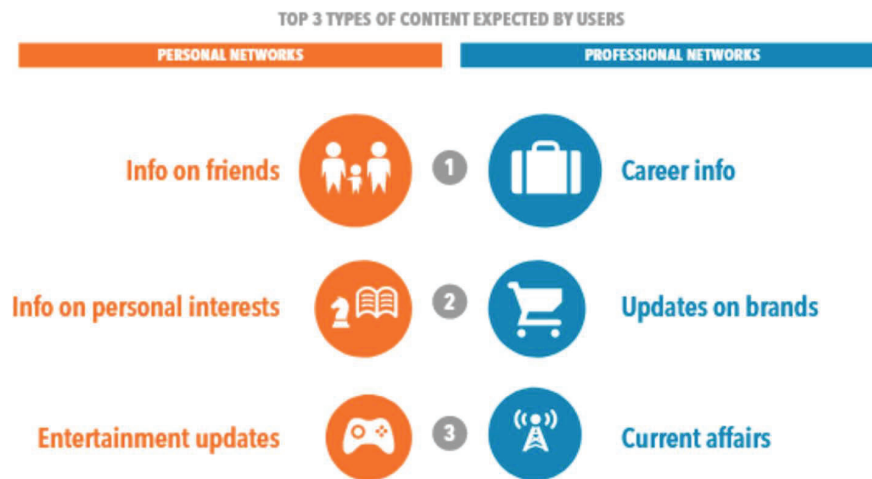 TOP 3 TYPES OF CONTENT EXPECTED BY USERS
PERSONAL NETWORKS
PROFESSIONAL NETWORKS
Info on friends
1
Career info
Info on personal interests
2
Updates on brands
Entertainment updates
3
Current affairs